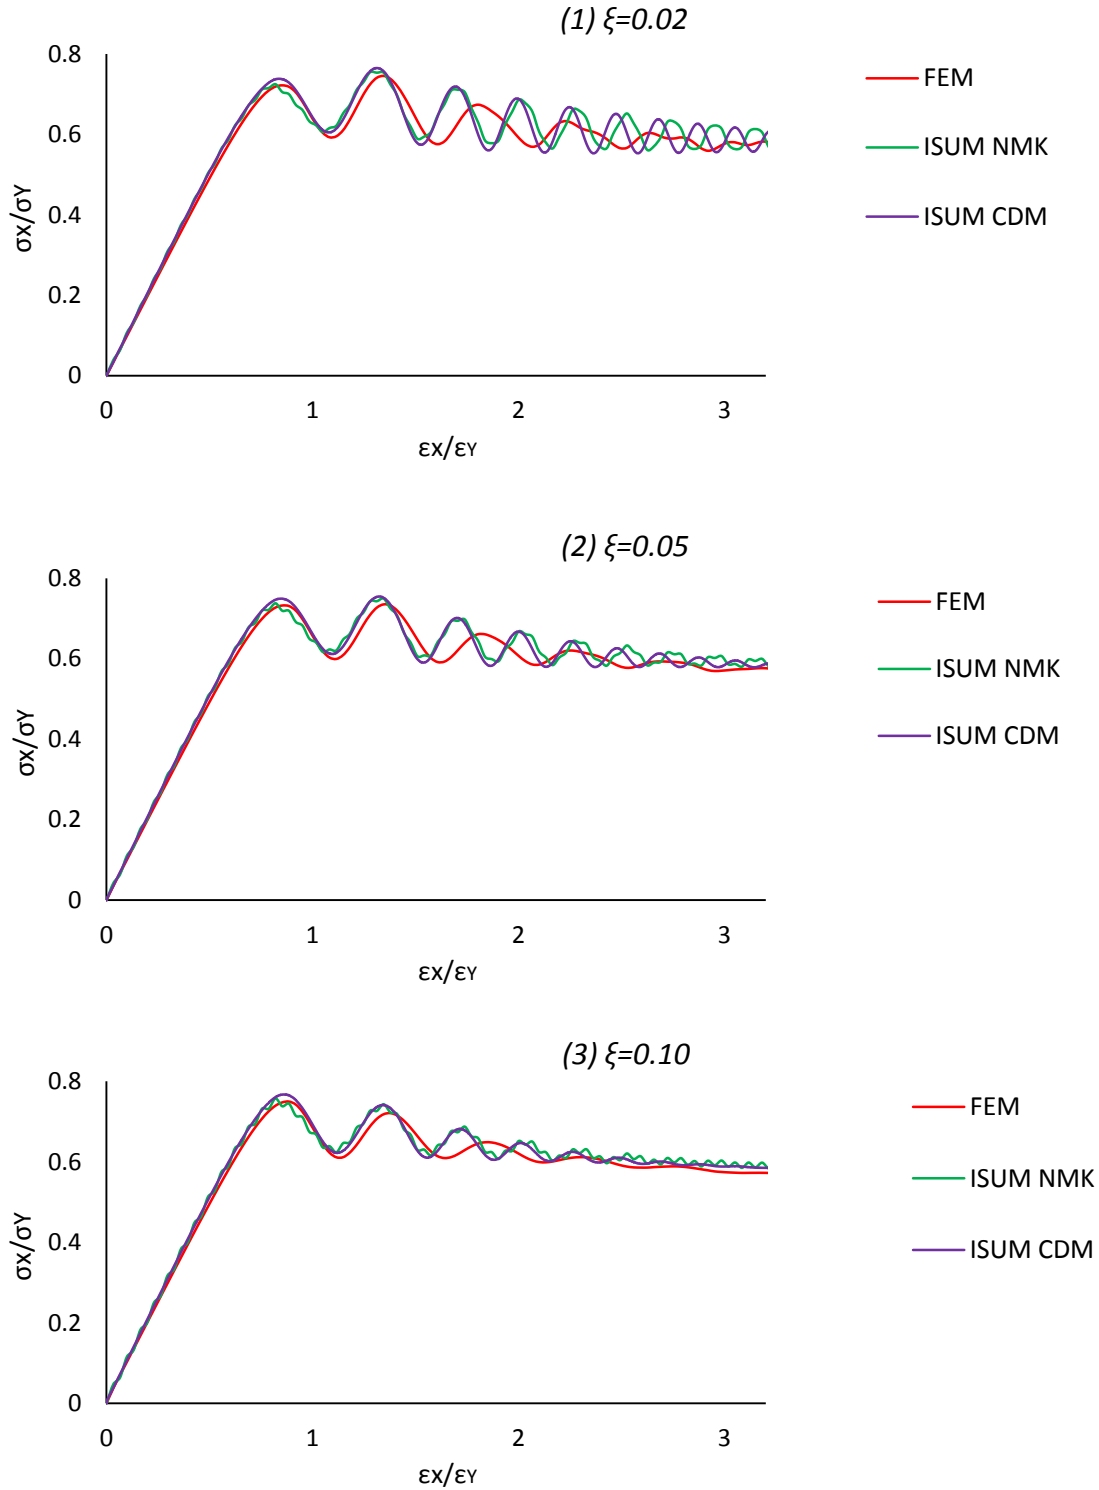 (1) ξ=0.02
0.8
0.6
0.4
0.2
0
0 1 2 3
σx/σY
εx/εY
FEM
ISUM NMK
ISUM CDM
(2) ξ=0.05
0.8
0.6
0.4
0.2
0
0 1 2 3
σx/σY
εx/εY
FEM
ISUM NMK
ISUM CDM
(3) ξ=0.10
0.8
0.6
0.4
0.2
0
0 1 2 3
σx/σY
εx/εY
FEM
ISUM NMK
ISUM CDM